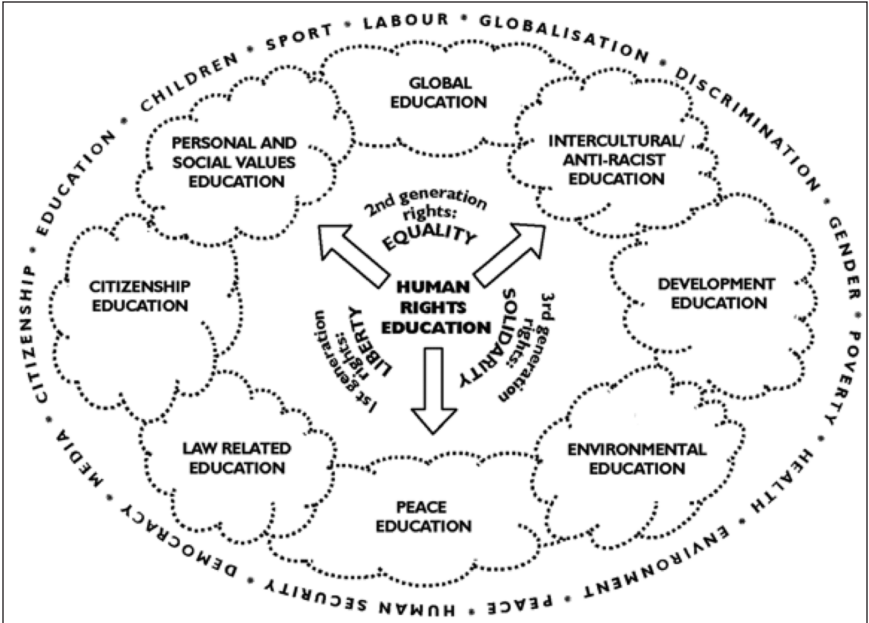 CITIZENSHIP * EDUCATION * CHILDREN * SPORT * LABOUR * GLOBALISATION * DISCRIMINATION * GENDER * POVERTY * HEALTH * ENVIRONMENT * PEACE * HUMAN SECURITY * DEMOCRACY * MEDIA *
GLOBAL
EDUCATION
PERSONAL AND
SOCIAL VALUES
EDUCATION
INTERCULTURAL/
ANTI-RACIST
EDUCATION
2nd generation
rights:
EQUALITY
CITIZENSHIP
EDUCATION
HUMAN
RIGHTS
EDUCATION
DEVELOPMENT
EDUCATION
1st generation
rights:
LIBERTY
3rd generation
rights:
SOLIDARITY
LAW RELATED
EDUCATION
ENVIRONMENTAL
EDUCATION
PEACE
EDUCATION